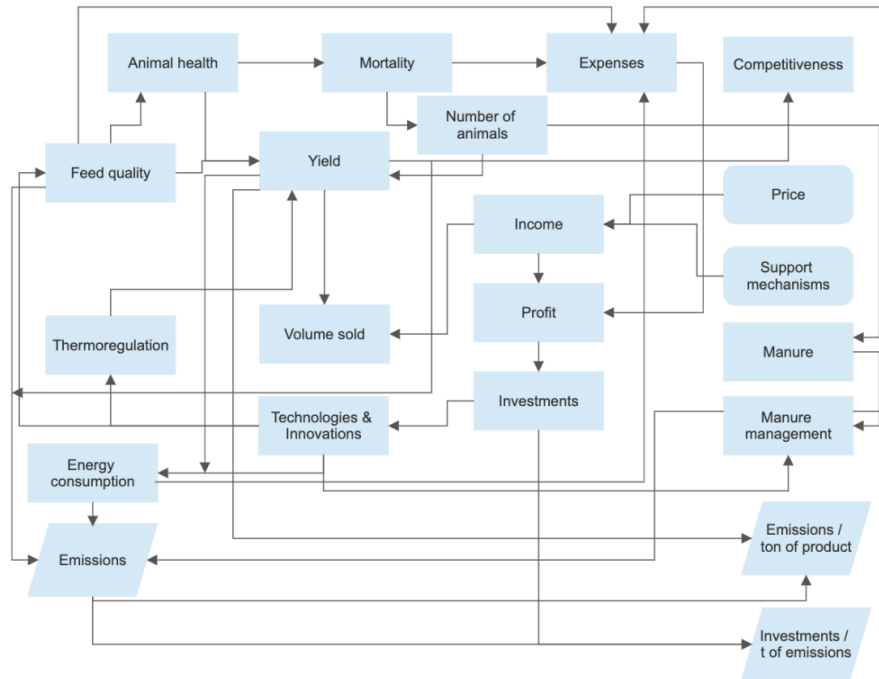 Animal health
Mortality
Expenses
Competitiveness
Number of
animals
Feed quality
Yield
Price
Income
Support
mechanisms
Profit
Volume sold
Thermoregulation
Manure
Investments
Technologies &
Innovations
Manure
management
Energy
consumption
Emissions /
ton of product
Emissions
Investments /
t of emissions